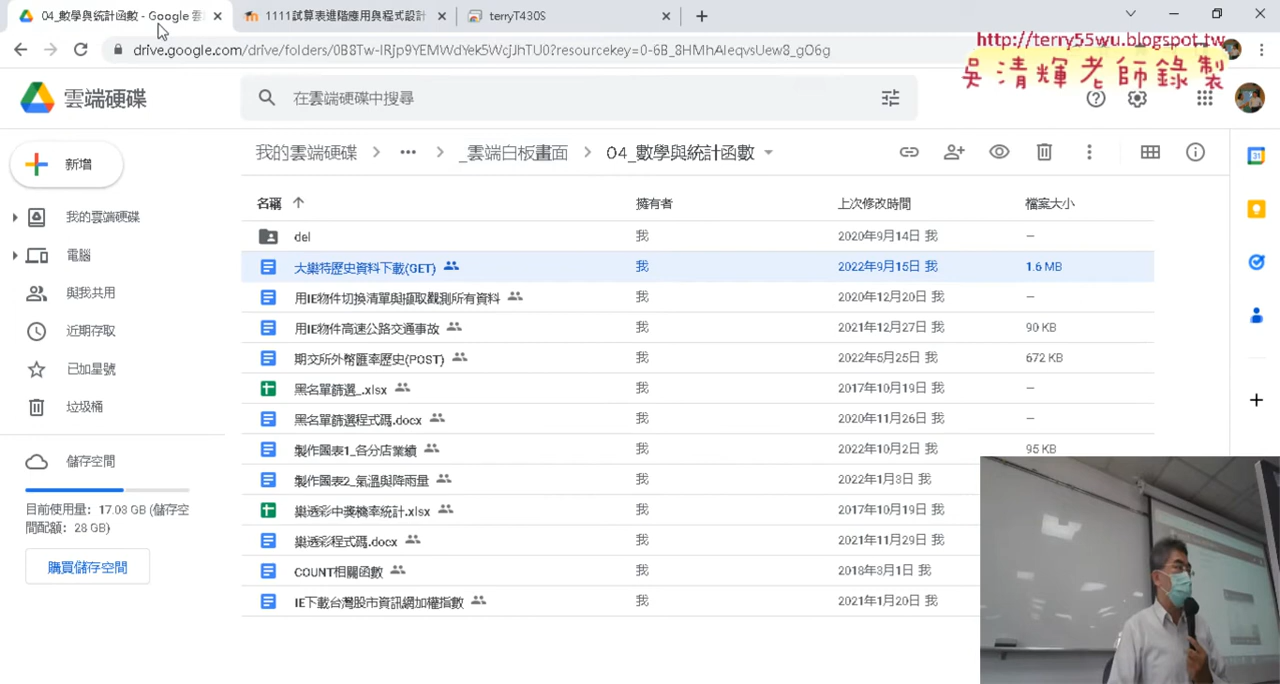 04_數學與統計函數 - Google 雲
1111試算表進階應用與程式設計
terryT430S
drive.google.com/drive/folders/0B8Tw-IRJp9YEMWdYek5WcjJhTU0?resourcekey=0-6B_8HMhAIeqvsUew8_gO6g
http://terry55wu.blogspot.tw
吳清輝老師錄製
雲端硬碟
在雲端硬碟中搜尋
新增
我的雲端硬碟
_雲端白板畫面
04_數學與統計函數
名稱
擁有者
上次修改時間
檔案大小
我的雲端硬碟
電腦
與我共用
近期存取
已加星號
垃圾桶
儲存空間
目前使用量: 17.03 GB (儲存空
間配額: 28 GB)
購買儲存空間
del 我 2020年9月14日 我 –
大樂特歷史資料下載(GET) 我 2022年9月15日 我 1.6 MB
用IE物件切換清單與擷取觀測所有資料 我 2020年12月20日 我 –
用IE物件高速公路交通事故 我 2021年12月27日 我 90 KB
期交所外幣匯率歷史(POST) 我 2022年5月25日 我 672 KB
黑名單篩選_.xlsx 我 2017年10月19日 我 –
黑名單篩選程式碼.docx 我 2020年11月26日 我 –
製作圖表1_各分店業績 我 2022年10月2日 我 95 KB
製作圖表2_氣溫與降雨量 我 2022年1月3日 我
樂透彩中獎機率統計.xlsx 我 2017年10月19日 我
樂透彩程式碼.docx 我 2021年11月29日 我
COUNT相關函數 我 2018年3月1日 我
IE下載台灣股市資訊網加權指數 我 2021年1月20日 我